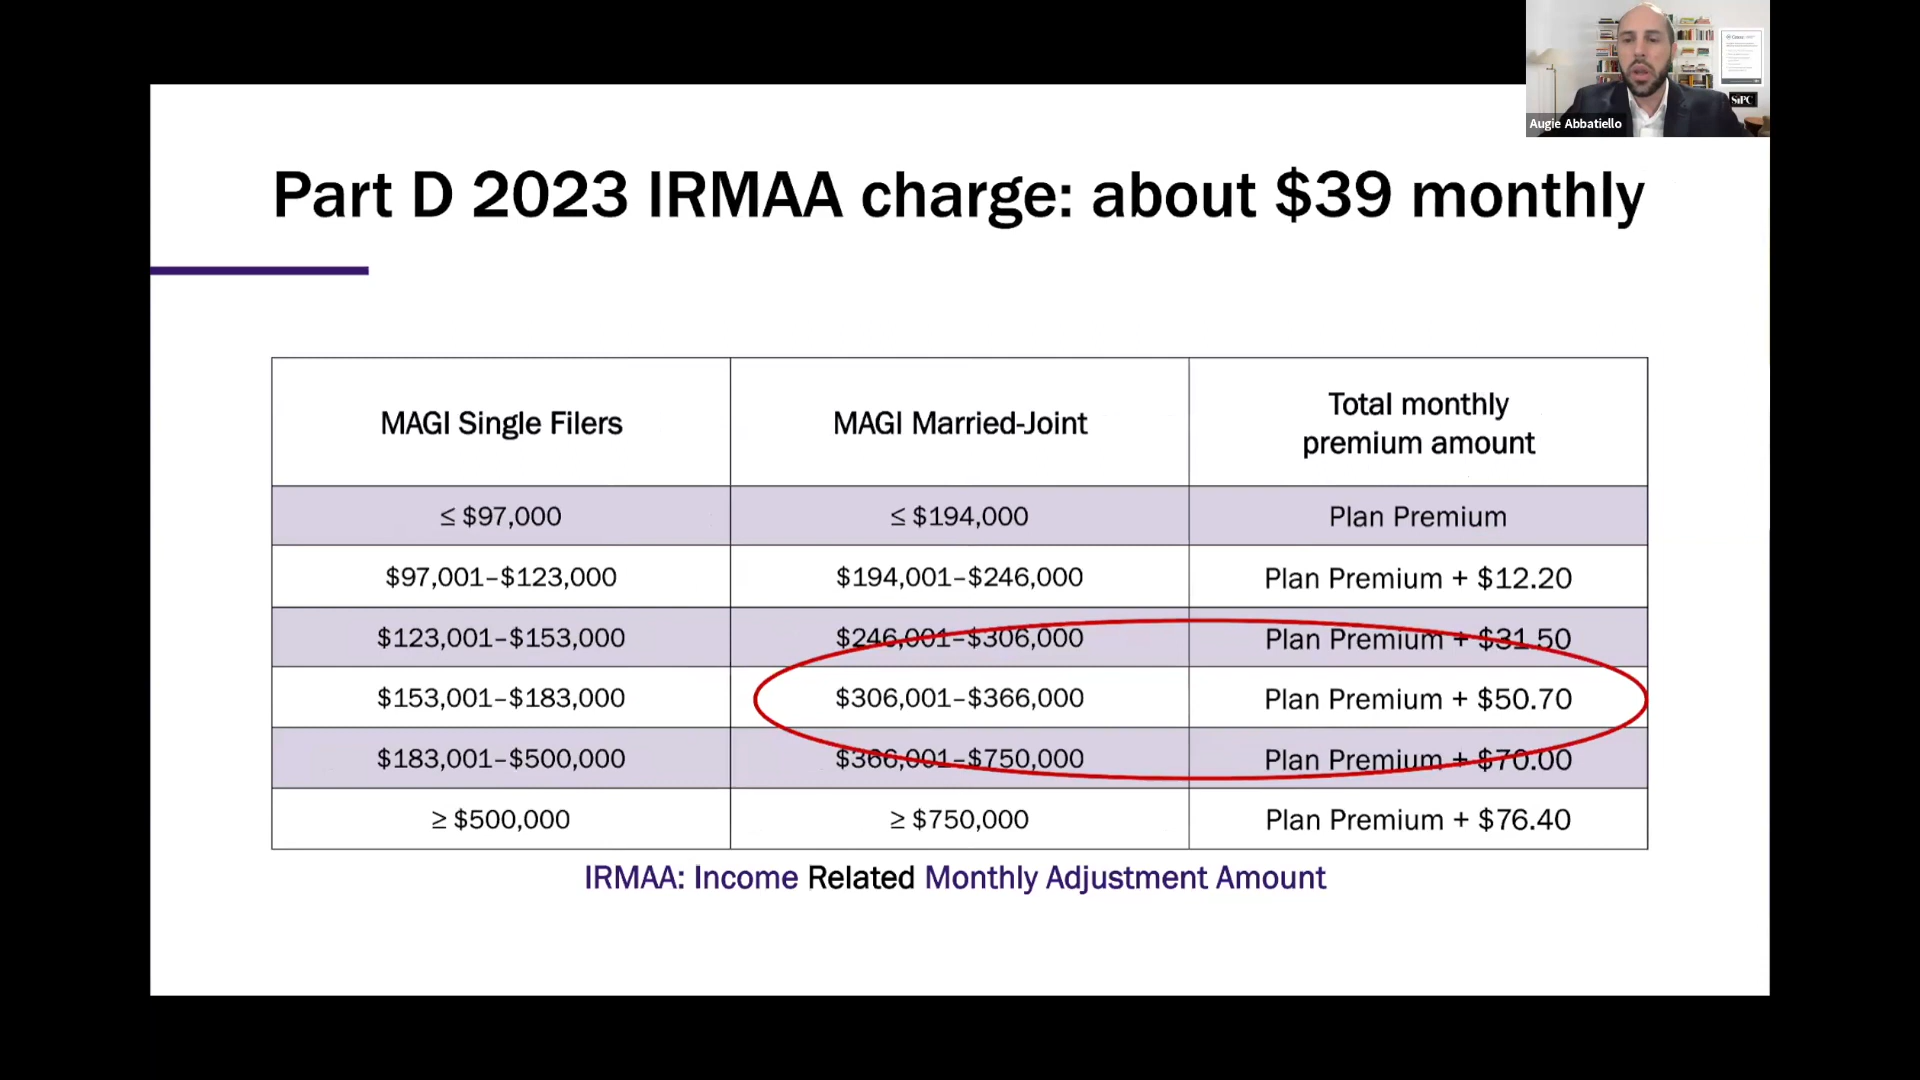 Augie Abbatiello
SiPC
Part D 2023 IRMAA charge: about $39 monthly
MAGI Single Filers
MAGI Married-Joint
Total monthly
premium amount
≤ $97,000
≤ $194,000
Plan Premium
$97,001–$123,000
$194,001–$246,000
Plan Premium + $12.20
$123,001–$153,000
$246,001–$306,000
Plan Premium + $31.50
$153,001–$183,000
$306,001–$366,000
Plan Premium + $50.70
$183,001–$500,000
$366,001–$750,000
Plan Premium + $70.00
≥ $500,000
≥ $750,000
Plan Premium + $76.40
IRMAA: Income Related Monthly Adjustment Amount